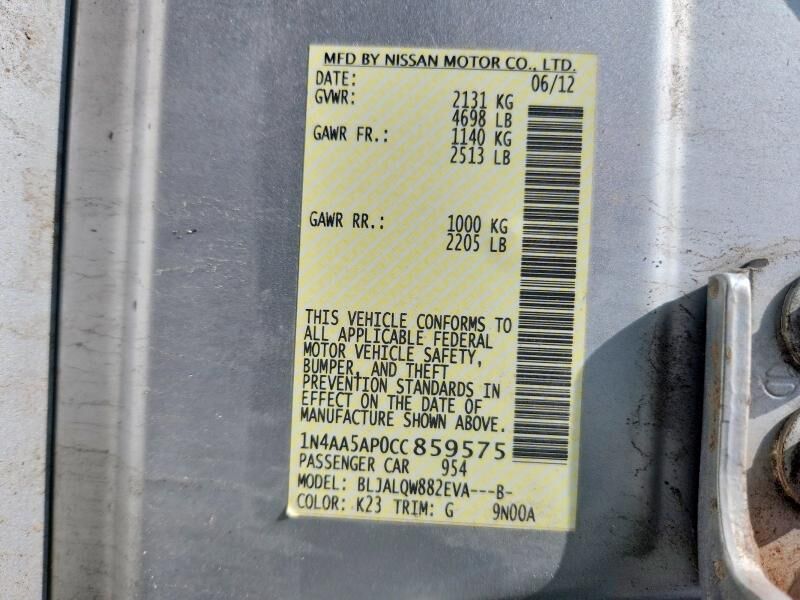 MFD BY NISSAN MOTOR CO., LTD.
DATE: 06/12
GVWR: 2131 KG
4698 LB
GAWR FR.: 1140 KG
2513 LB
GAWR RR.: 1000 KG
2205 LB
THIS VEHICLE CONFORMS TO
ALL APPLICABLE FEDERAL
MOTOR VEHICLE SAFETY,
BUMPER, AND THEFT
PREVENTION STANDARDS IN
EFFECT ON THE DATE OF
MANUFACTURE SHOWN ABOVE.
1N4AA5AP0CC859575
PASSENGER CAR 954
MODEL: BLJALQW882EVA---B-
COLOR: K23 TRIM: G 9N00A